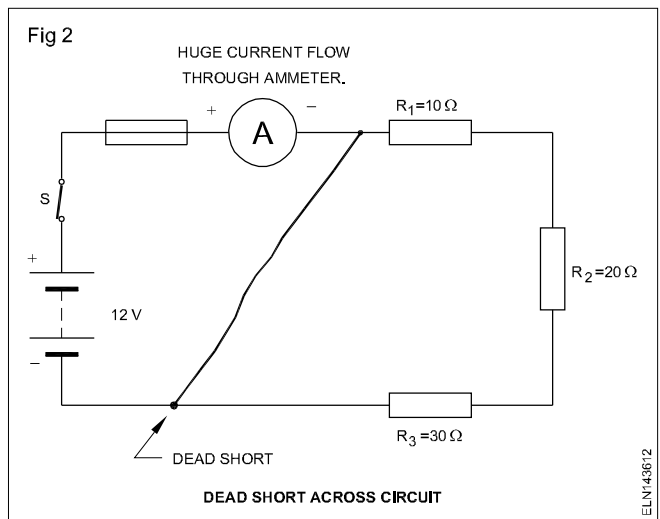 Fig 2
HUGE CURRENT FLOW
THROUGH AMMETER.
+
−
R1=10 Ω
A
S
+
R2=20 Ω
12 V
−
R3=30 Ω
DEAD SHORT
DEAD SHORT ACROSS CIRCUIT
ELN143612